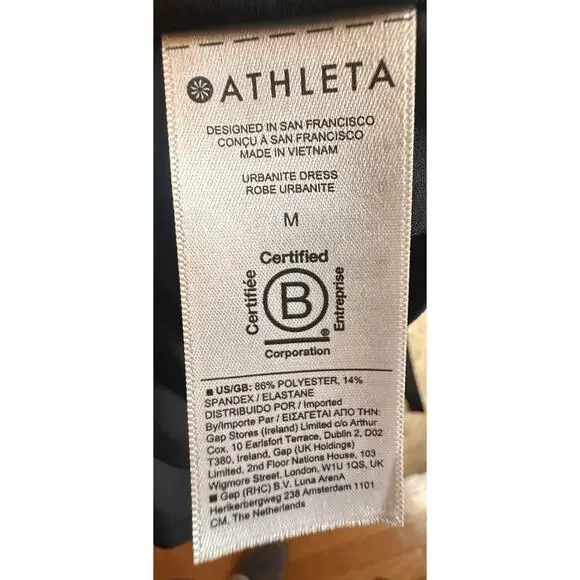 ATHLETA
DESIGNED IN SAN FRANCISCO
CONÇU À SAN FRANCISCO
MADE IN VIETNAM
URBANITE DRESS
ROBE URBANITE
M
Certified
Certifiée
B
Entreprise
®
Corporation
■ US/GB: 86% POLYESTER, 14%
SPANDEX / ELASTANE
DISTRIBUIDO POR / Imported
By/Importe Par / ΕΙΣΑΓΕΤΑΙ ΑΠΟ ΤΗΝ:
Gap Stores (Ireland) Limited c/o Arthur
Cox, 10 Earlsfort Terrace, Dublin 2, D02
T380, Ireland, Gap (UK Holdings)
Limited, 2nd Floor Nations House, 103
Wigmore Street, London, W1U 1QS, UK
■ Gap (RHC) B.V. Luna ArenA
Herikerbergweg 238 Amsterdam 1101
CM. The Netherlands